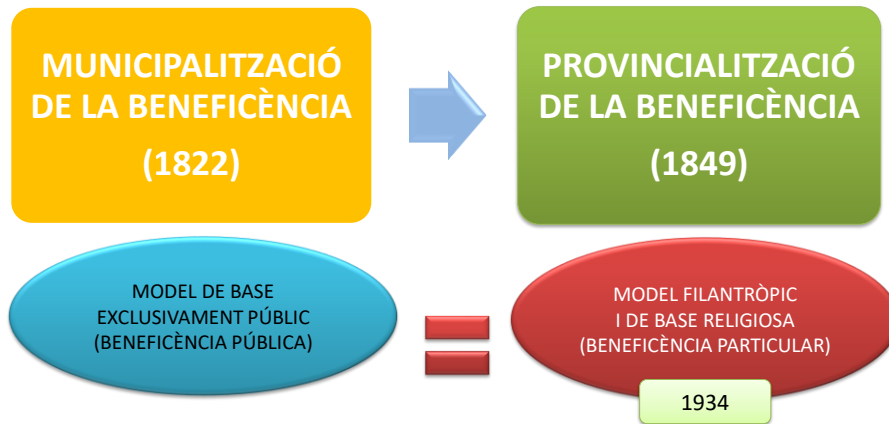 MUNICIPALITZACIÓ
DE LA BENEFICÈNCIA
(1822)
PROVINCIALITZACIÓ
DE LA BENEFICÈNCIA
(1849)
MODEL DE BASE
EXCLUSIVAMENT PÚBLIC
(BENEFICÈNCIA PÚBLICA)
MODEL FILANTRÒPIC
I DE BASE RELIGIOSA
(BENEFICÈNCIA PARTICULAR)
1934